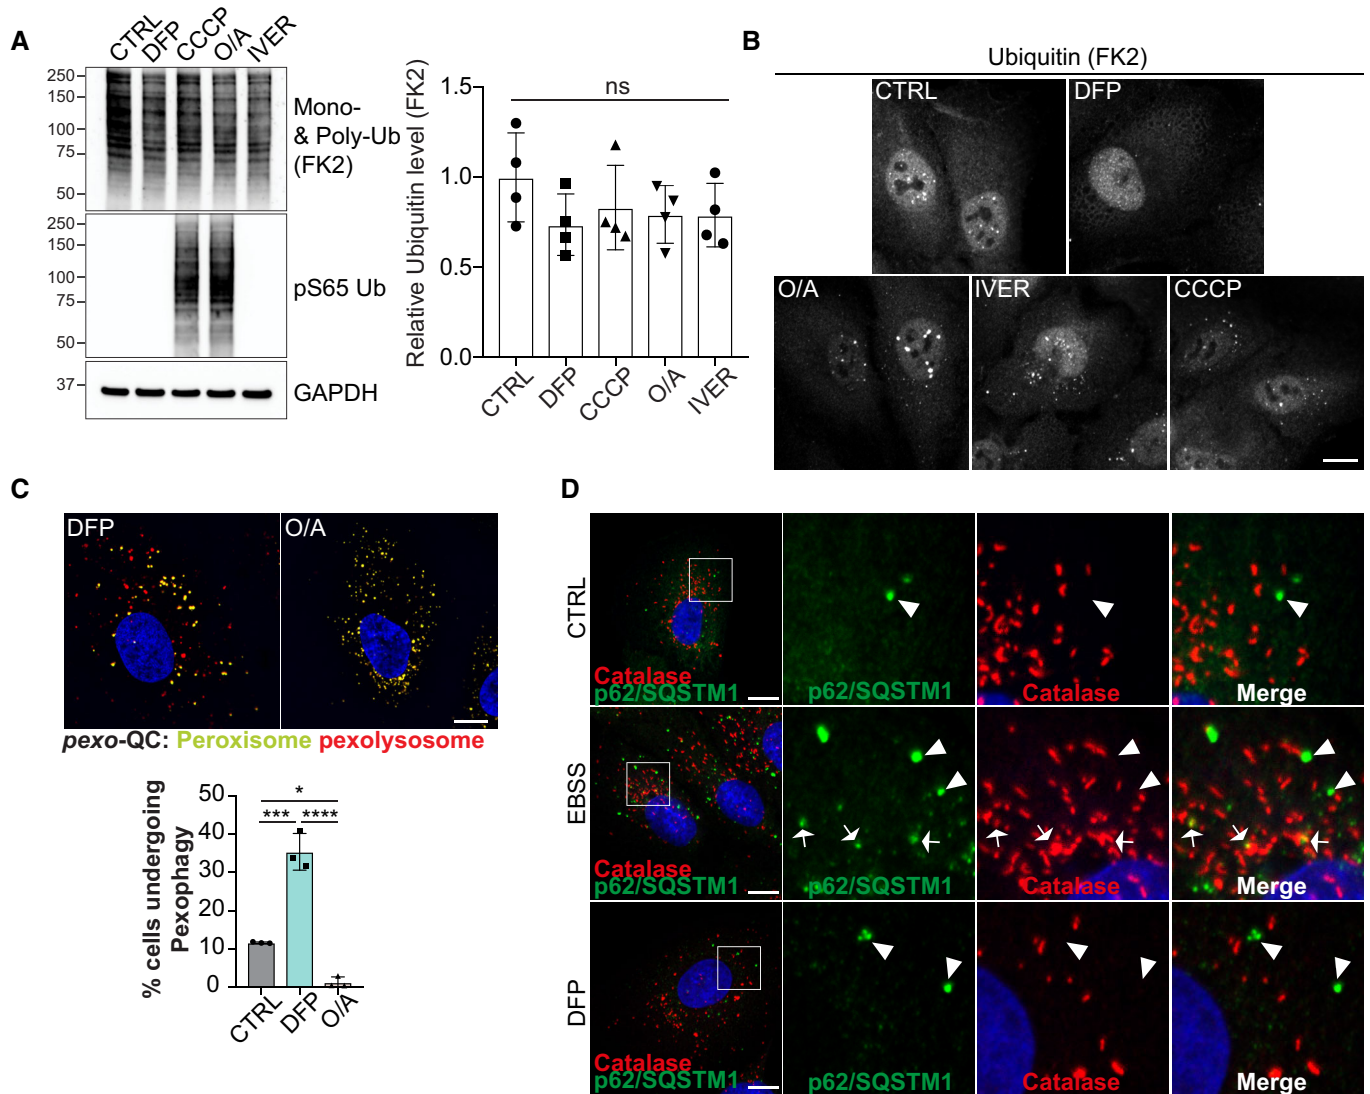 A
CTRL DFP CCCP O/A IVER
250
150
100
75
50
Mono-
& Poly-Ub
(FK2)
250
150
100
75
50
pS65 Ub
37
GAPDH
Relative Ubiquitin level (FK2)
1.5
1.0
0.5
0.0
ns
CTRL DFP CCCP O/A IVER
B
Ubiquitin (FK2)
CTRL DFP
O/A IVER CCCP
C
DFP O/A
pexo-QC: Peroxisome pexolysosome
% cells undergoing
Pexophagy
50
40
30
20
10
0
*
*** ****
CTRL DFP O/A
D
CTRL
Catalase
p62/SQSTM1 p62/SQSTM1 Catalase Merge
EBSS
Catalase
p62/SQSTM1 p62/SQSTM1 Catalase Merge
DFP
Catalase
p62/SQSTM1 p62/SQSTM1 Catalase Merge